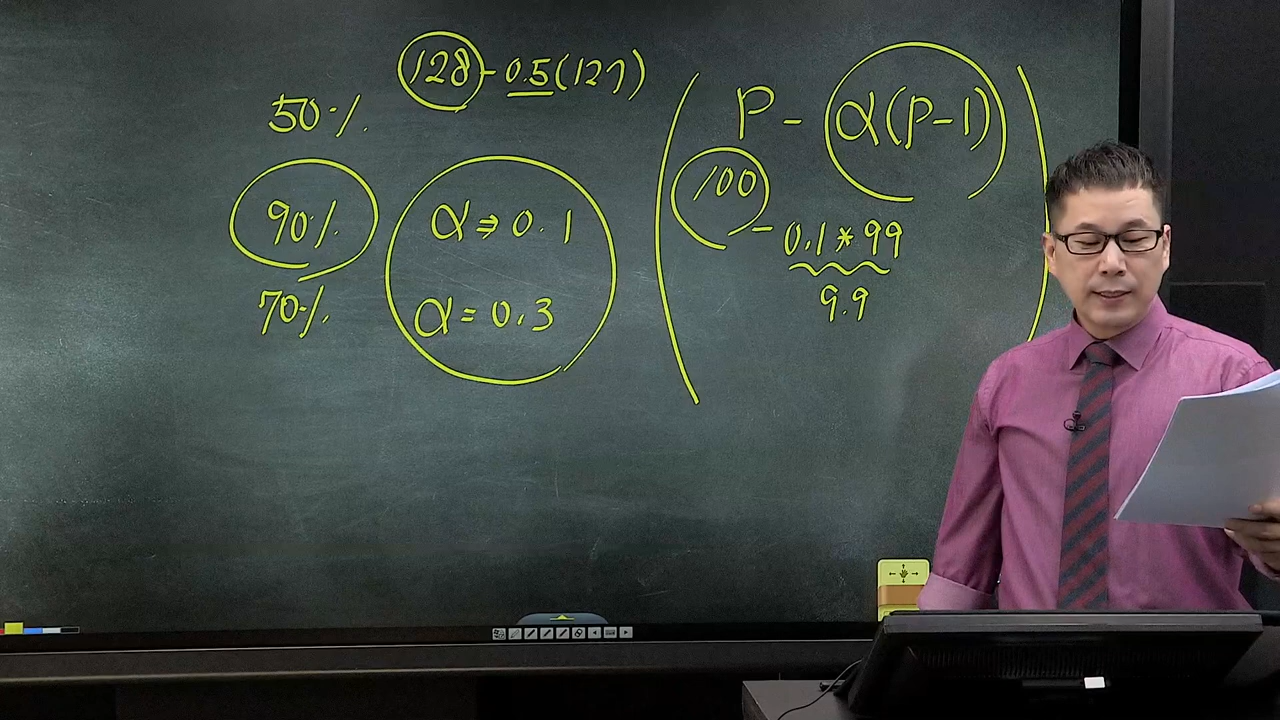 128 - 0.5(127)
50%
90%
70%
α ⇒ 0.1
α = 0.3
P - α(P-1)
100 - 0.1*99
9.9